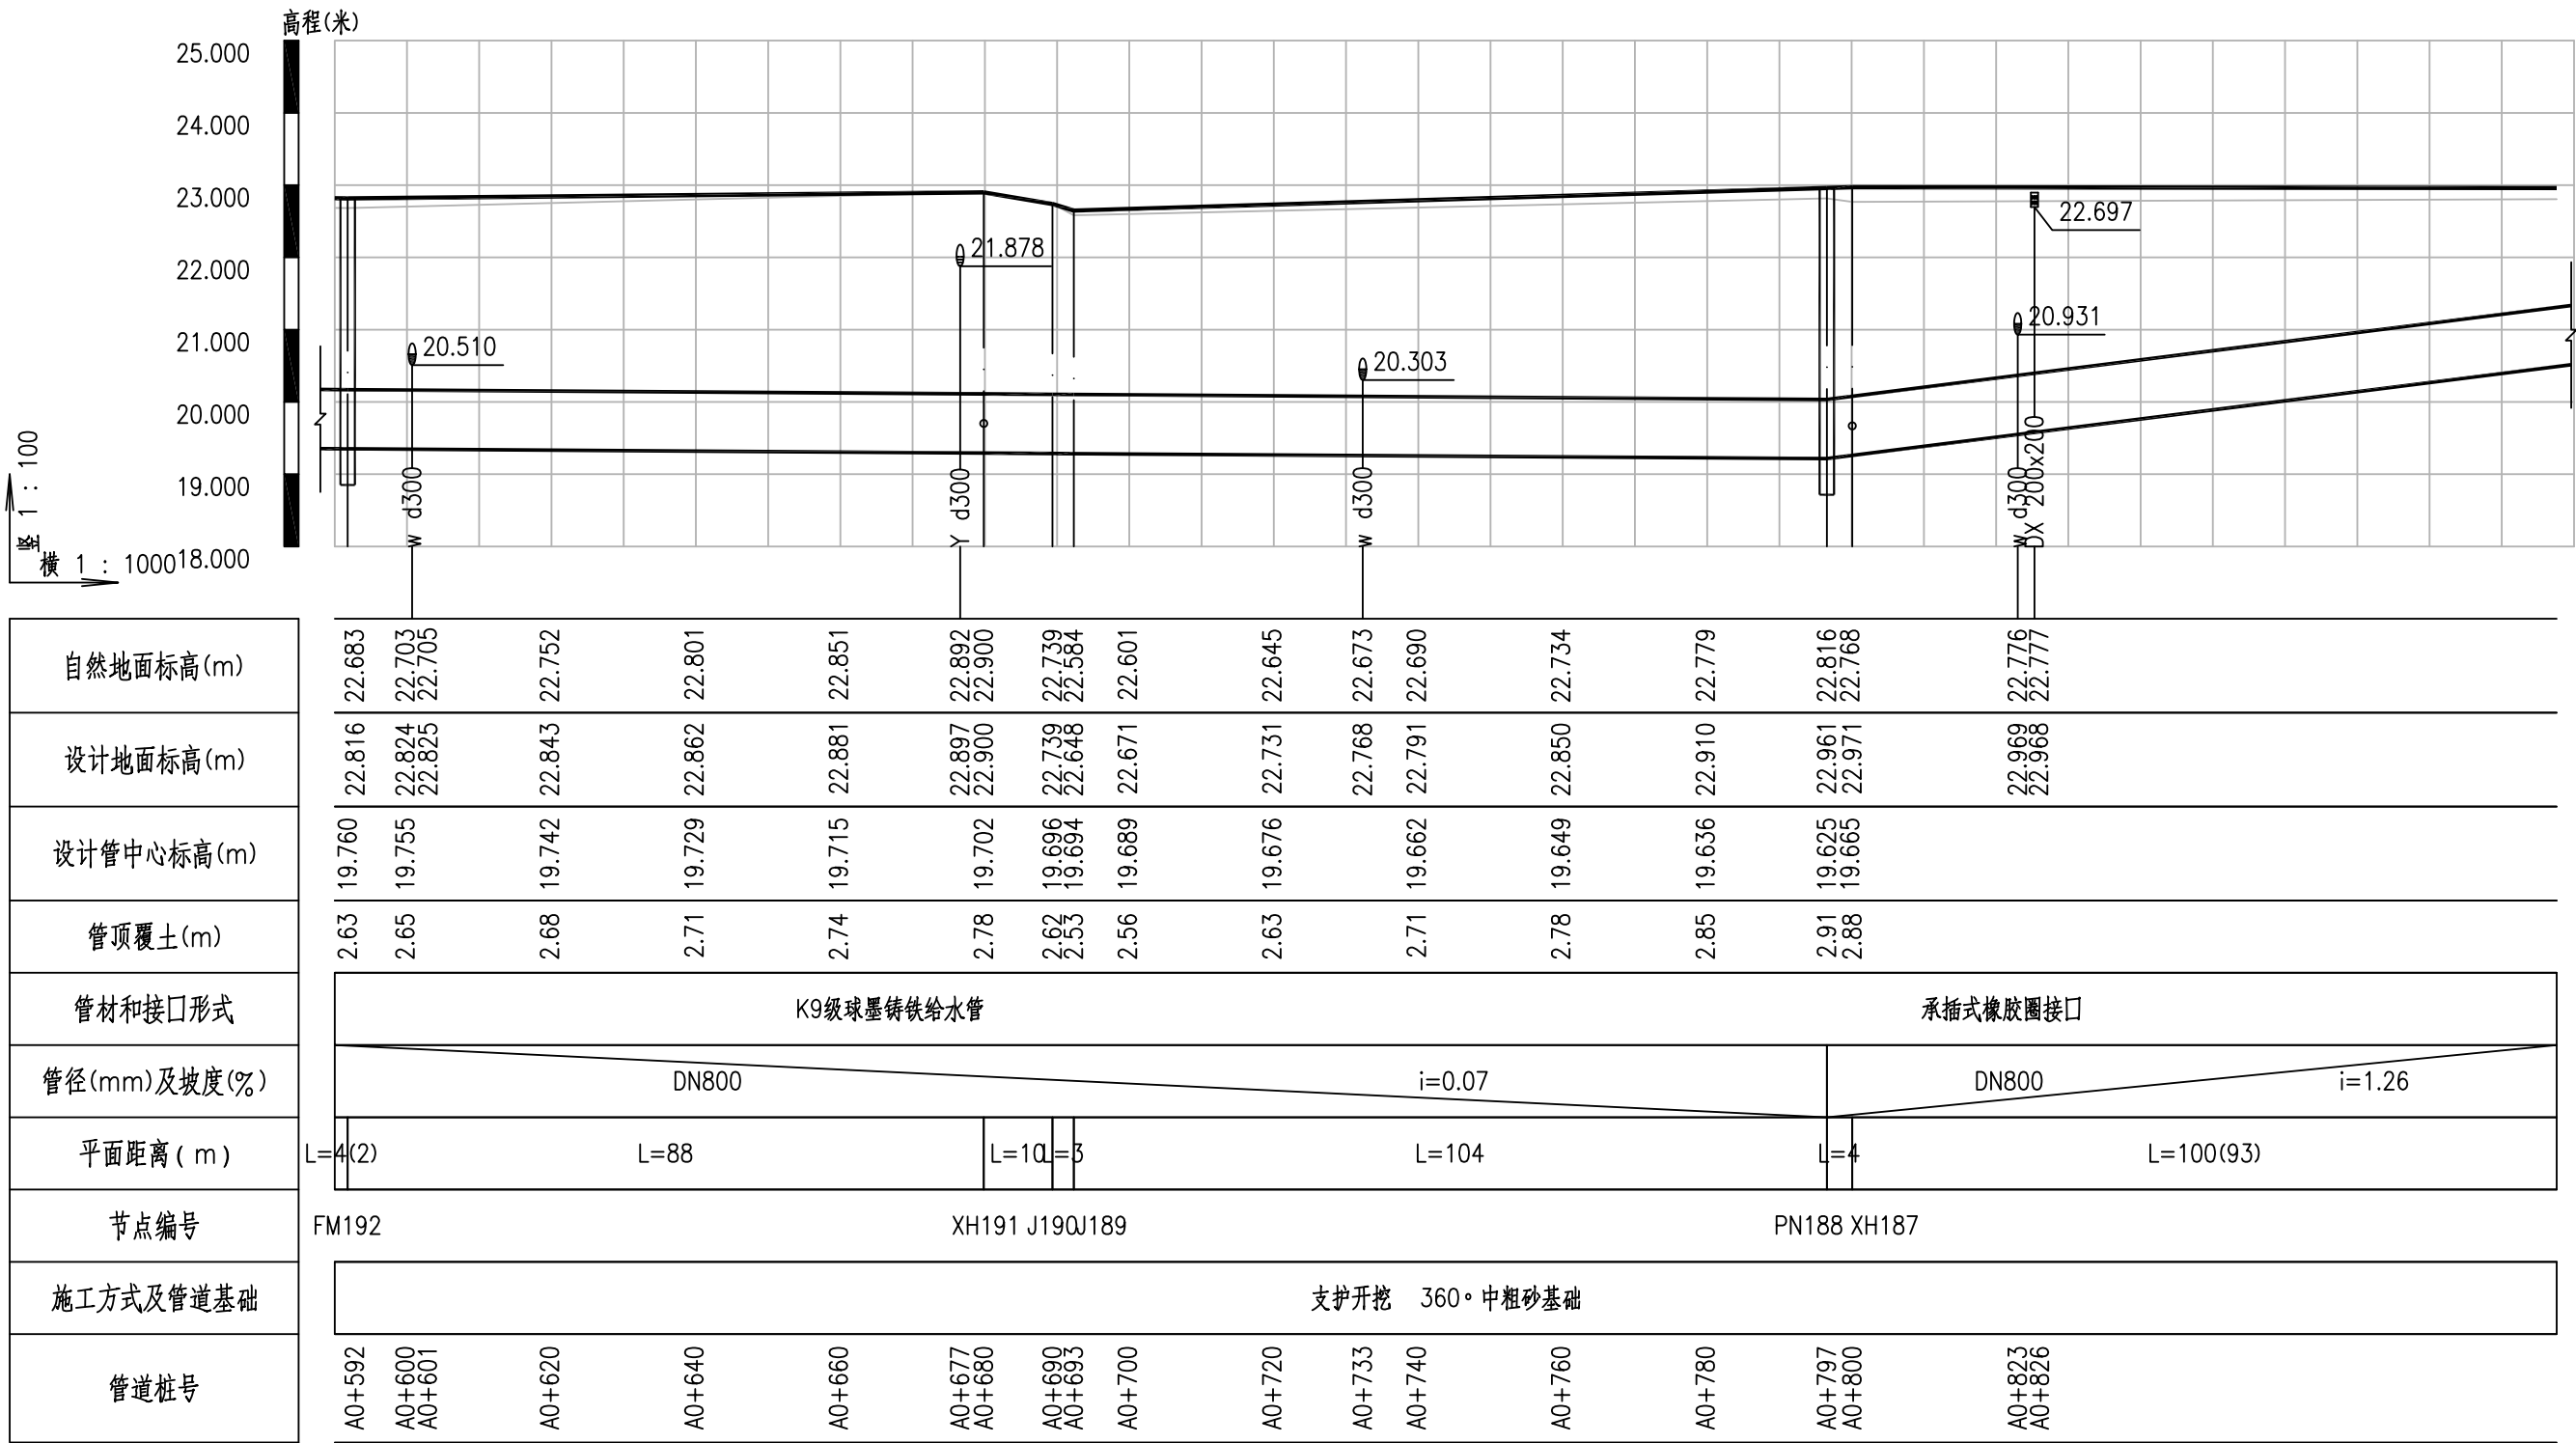 高程(米)
25.000
24.000
23.000
22.000
21.000
20.000
19.000
18.000
竖 1 : 100
横 1 : 1000
20.510
21.878
20.303
22.697
20.931
w d300
Y d300
w d300
w d300
DX 200x200
自然地面标高(m) 22.683 22.703 22.705 22.752 22.801 22.851 22.892 22.900 22.739 22.584 22.601 22.645 22.673 22.690 22.734 22.779 22.816 22.768 22.776 22.777
设计地面标高(m) 22.816 22.824 22.825 22.843 22.862 22.881 22.897 22.900 22.739 22.648 22.671 22.731 22.768 22.791 22.850 22.910 22.961 22.971 22.969 22.968
设计管中心标高(m) 19.760 19.755 19.742 19.729 19.715 19.702 19.696 19.694 19.689 19.676 19.662 19.649 19.636 19.625 19.665
管顶覆土(m) 2.63 2.65 2.68 2.71 2.74 2.78 2.62 2.53 2.56 2.63 2.71 2.78 2.85 2.91 2.88
管材和接口形式 K9级球墨铸铁给水管 承插式橡胶圈接口
管径(mm)及坡度(%) DN800 i=0.07 DN800 i=1.26
平面距离(m) L=4(2) L=88 L=10 L=3 L=104 L=4 L=100(93)
节点编号 FM192 XH191 J190 J189 PN188 XH187
施工方式及管道基础 支护开挖 360°中粗砂基础
管道桩号 A0+592 A0+600 A0+601 A0+620 A0+640 A0+660 A0+677 A0+680 A0+690 A0+693 A0+700 A0+720 A0+733 A0+740 A0+760 A0+780 A0+797 A0+800 A0+823 A0+826